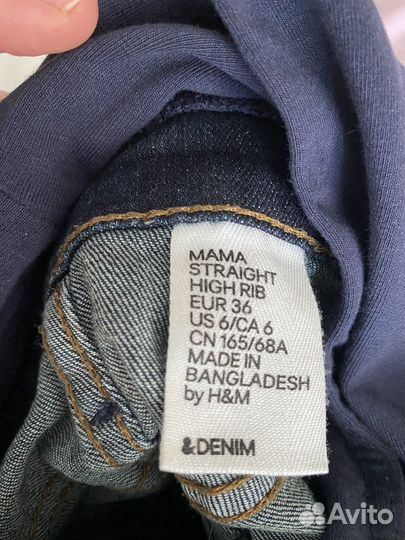 MAMA
STRAIGHT
HIGH RIB
EUR 36
US 6/CA 6
CN 165/68A
MADE IN
BANGLADESH
by H&M
&DENIM
Avito